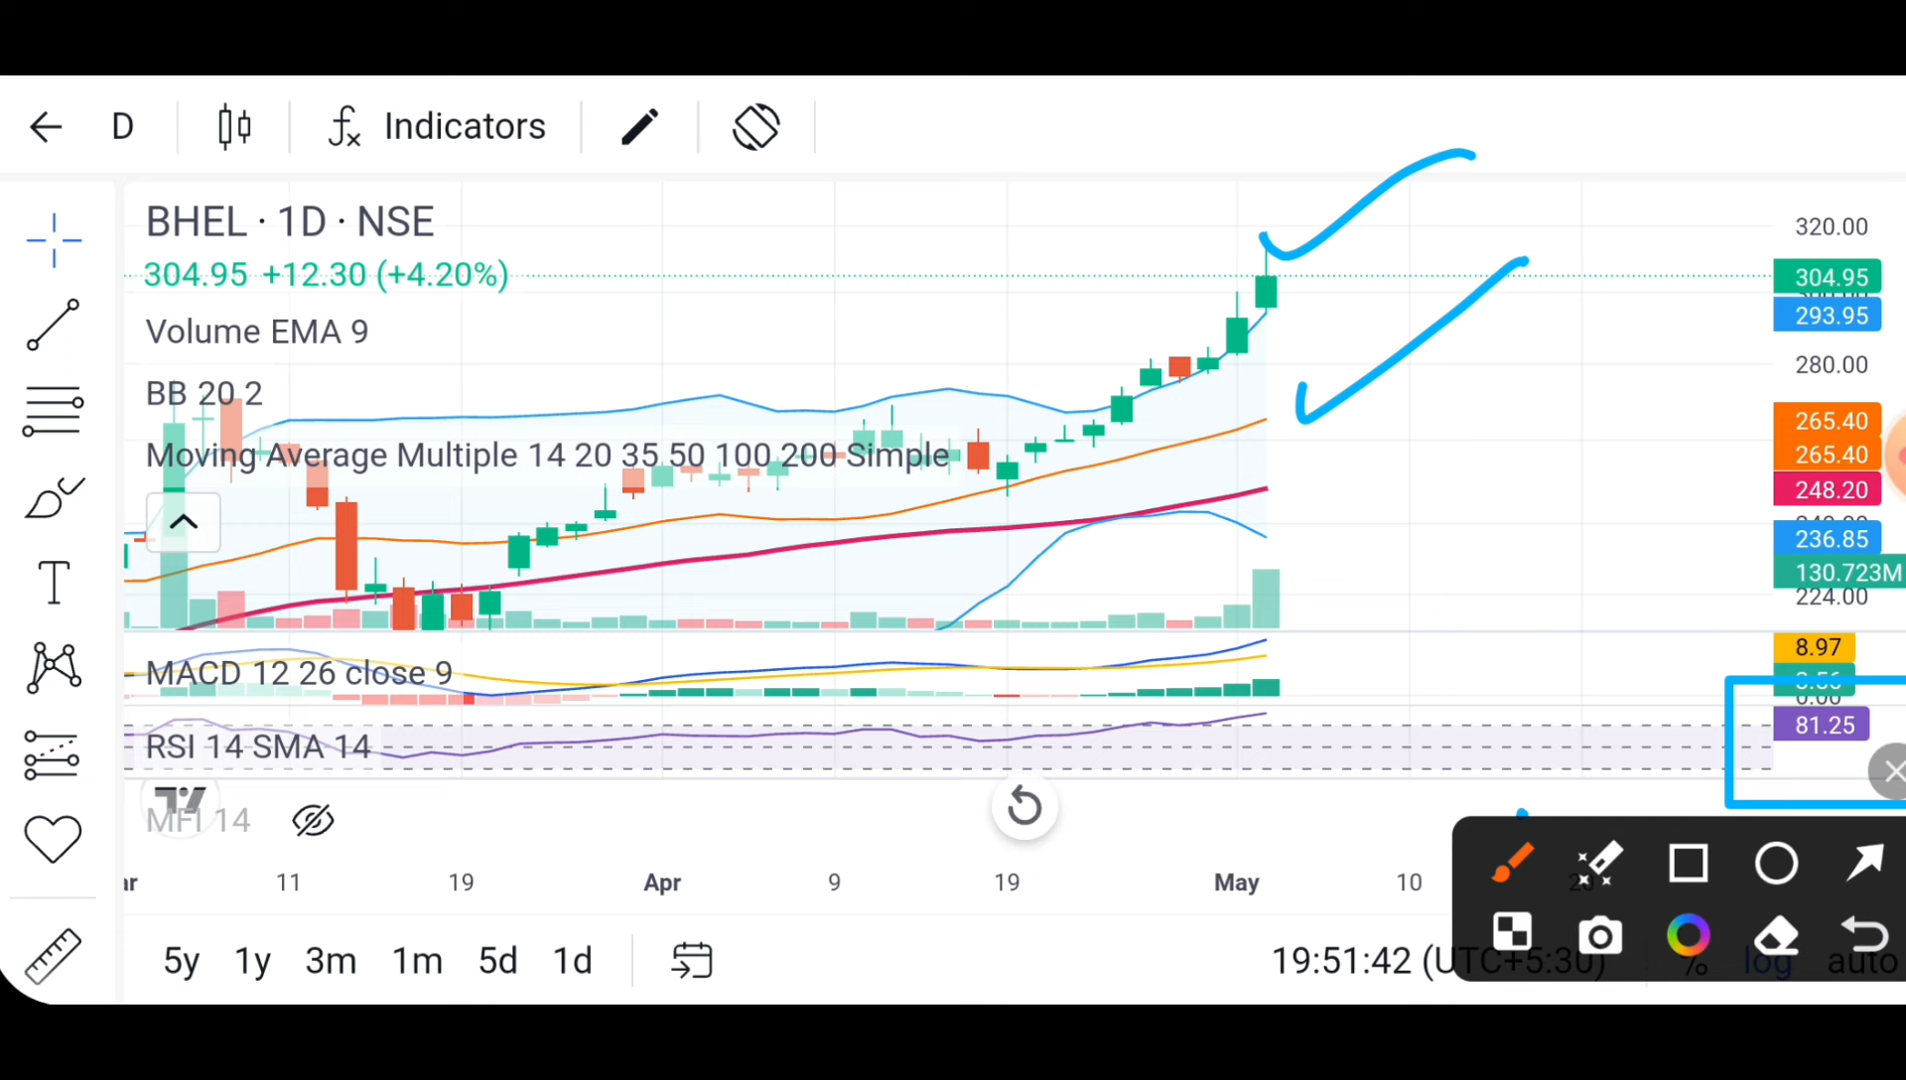 D
Indicators
BHEL · 1D · NSE
304.95 +12.30 (+4.20%)
Volume EMA 9
BB 20 2
Moving Average Multiple 14 20 35 50 100 200 Simple
320.00
304.95
293.95
280.00
265.40
265.40
248.20
236.85
130.723M
224.00
MACD 12 26 close 9
8.97
0.00
RSI 14 SMA 14
81.25
MFI 14
11
19
Apr
9
19
May
10
5y 1y 3m 1m 5d 1d
19:51:42 (UTC+5:30)
%
log
auto